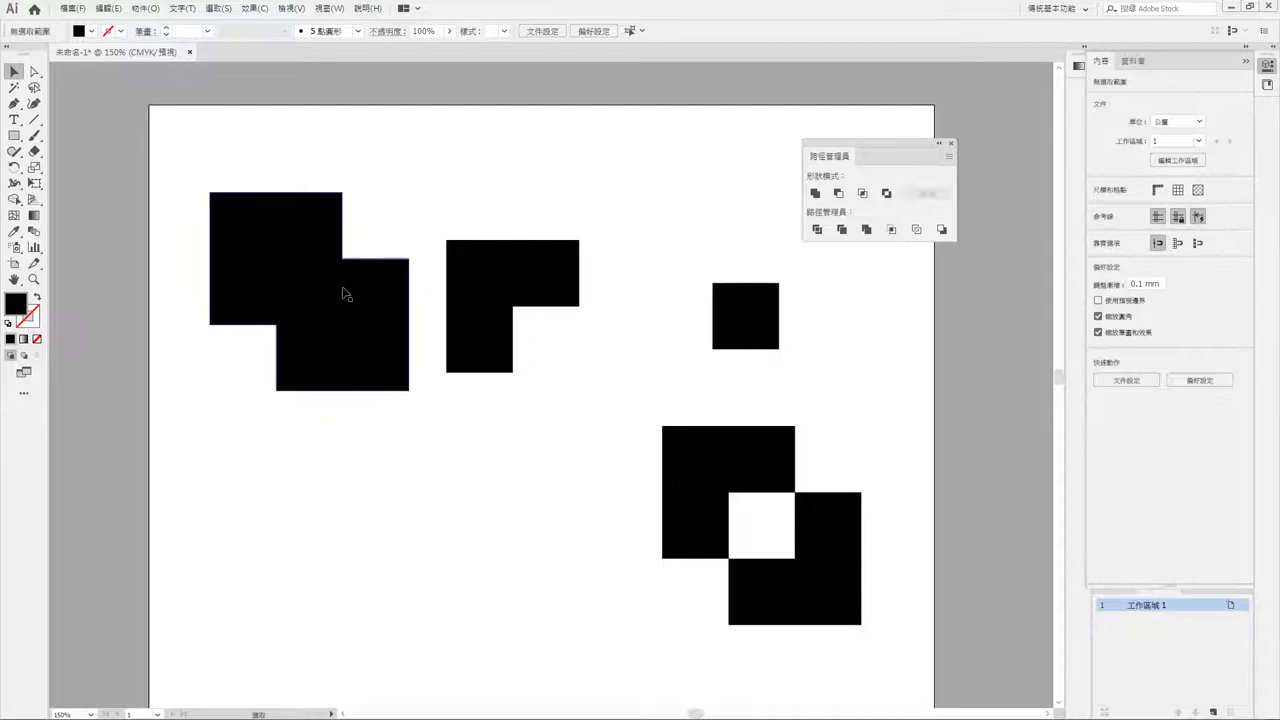 Ai 檔案(F) 編輯(E) 物件(O) 文字(T) 選取(S) 效果(C) 檢視(V) 視窗(W) 說明(H) 傳統基本功能 搜尋 Adobe Stock
無選取範圍 筆畫： 5 點圓形 不透明度： 100% 樣式： 文件設定 偏好設定
未命名-1* @ 150% (CMYK/預視) ×
內容 資料庫
無選取範圍
文件
單位： 公釐
工作區域： 1
編輯工作區域
尺標和格點
參考線
靠齊選項
偏好設定
鍵盤漸增： 0.1 mm
使用預視邊界
縮放圓角
縮放筆畫和效果
快速動作
文件設定 偏好設定
路徑管理員
形狀模式：
路徑管理員：
1 工作區域 1
150% 1 選取